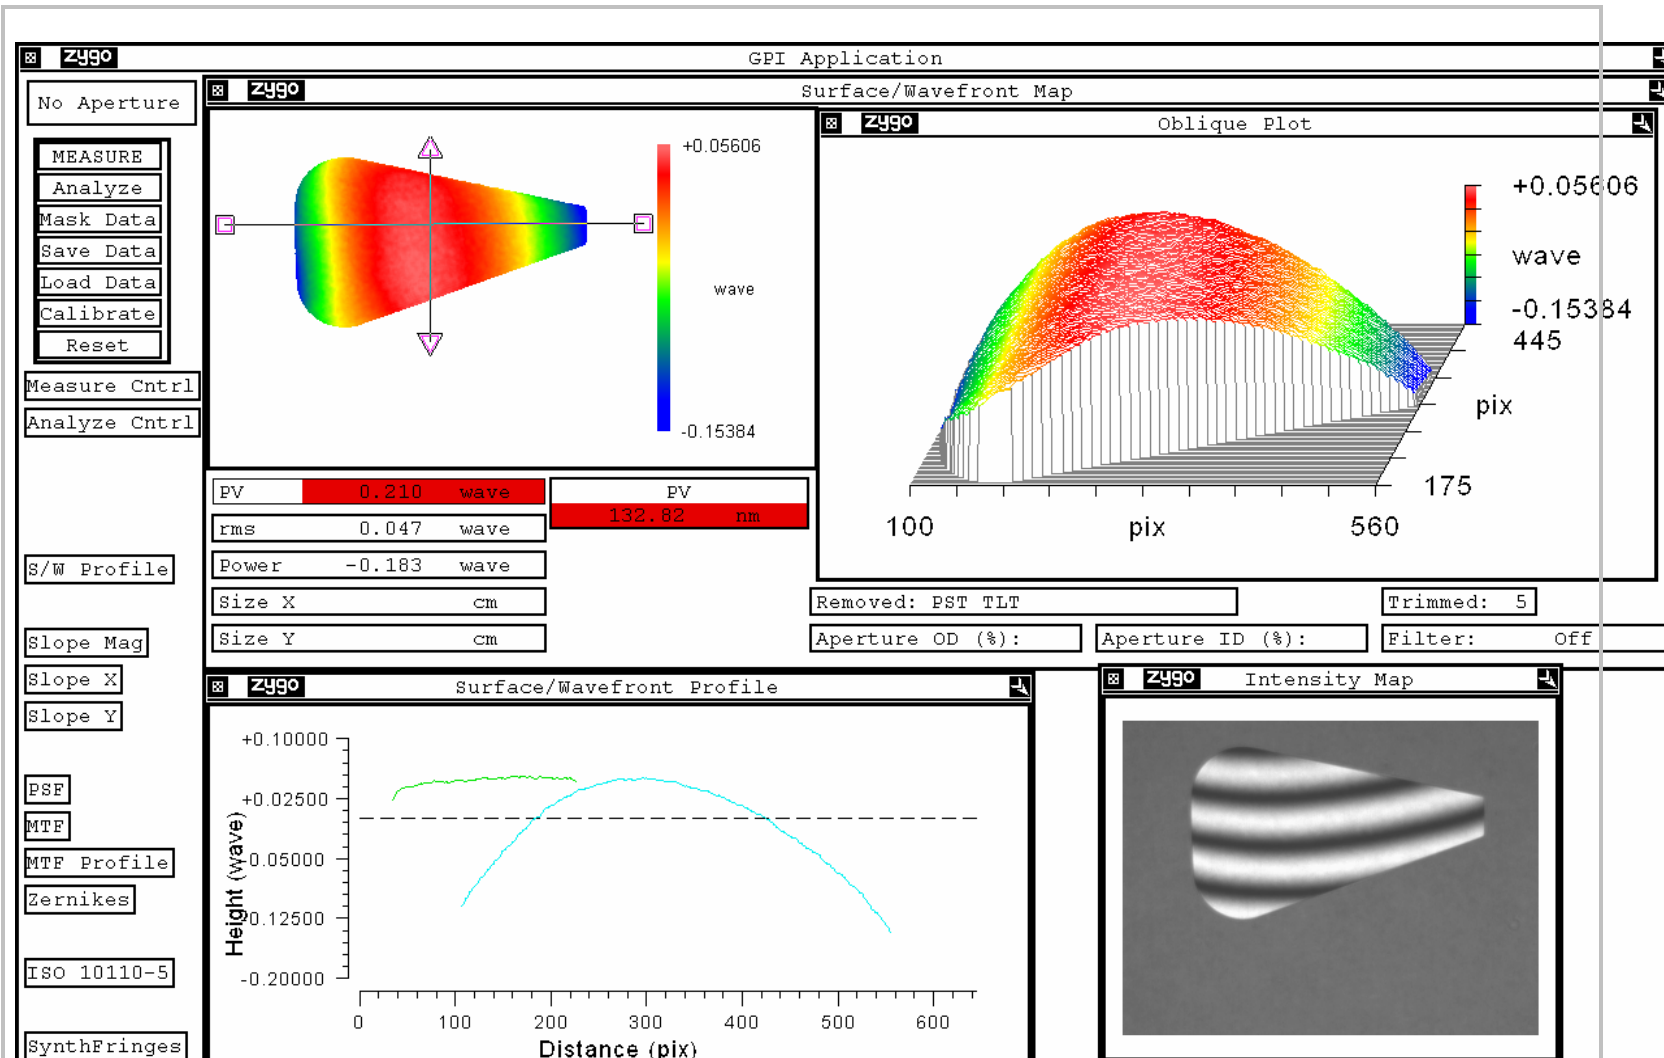 zygo GPI Application
No Aperture
MEASURE
Analyze
Mask Data
Save Data
Load Data
Calibrate
Reset
Measure Cntrl
Analyze Cntrl
S/W Profile
Slope Mag
Slope X
Slope Y
PSF
MTF
MTF Profile
Zernikes
ISO 10110-5
SynthFringes
zygo Surface/Wavefront Map
+0.05606
wave
-0.15384
zygo Oblique Plot
+0.05606
wave
-0.15384
445
pix
175
100 pix 560
PV 0.210 wave
rms 0.047 wave
Power -0.183 wave
Size X cm
Size Y cm
PV
132.82 nm
Removed: PST TLT
Trimmed: 5
Aperture OD (%):
Aperture ID (%):
Filter: Off
zygo Surface/Wavefront Profile
+0.10000
+0.02500
-0.05000
-0.12500
-0.20000
Height (wave)
0 100 200 300 400 500 600
Distance (pix)
zygo Intensity Map